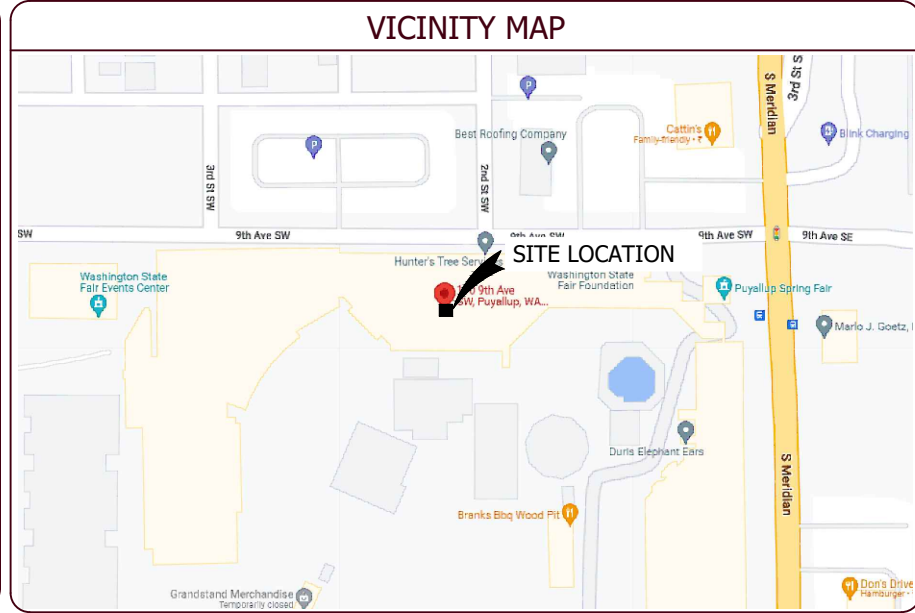 VICINITY MAP
S Meridian
3rd St S
Best Roofing Company
Cattin's
Family-friendly • ₹
Blink Charging
3rd St SW
2nd St SW
SW
9th Ave SW
9th Ave SW
9th Ave SW
9th Ave SE
Hunter's Tree Serv
SITE LOCATION
Washington State
Fair Events Center
Washington State
Fair Foundation
9th Ave
SW, Puyallup, WA...
Puyallup Spring Fair
Marlo J. Goetz,
Duris Elephant Ears
S Meridian
Branks Bbq Wood Pit
Grandstand Merchandise
Temporarily closed
Don's Drive
Hamburger •